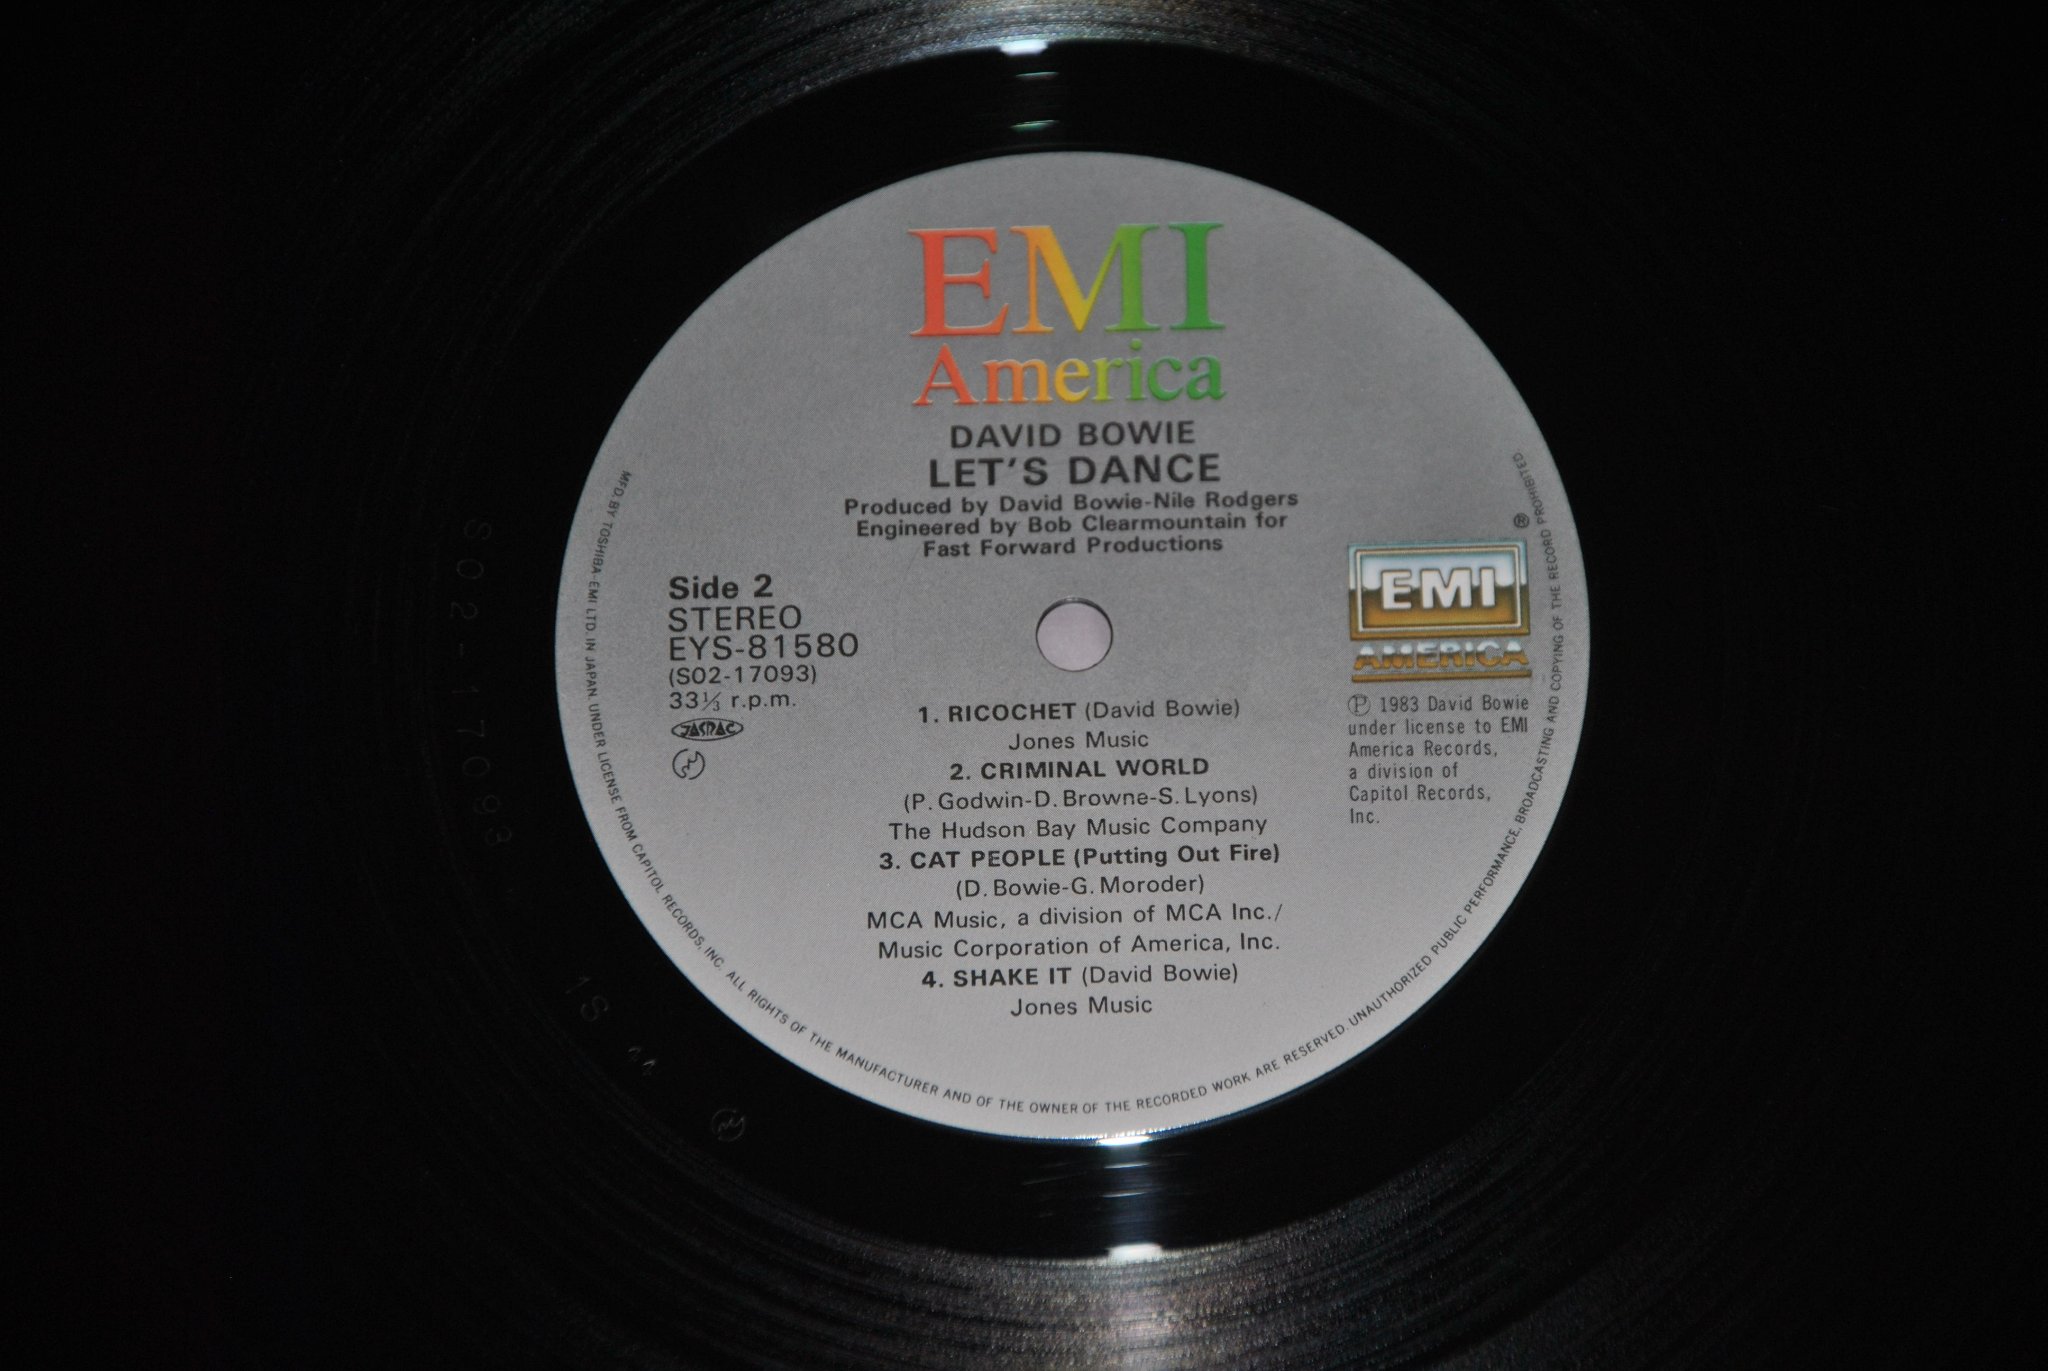 EMI
America
DAVID BOWIE
LET'S DANCE
Produced by David Bowie-Nile Rodgers
Engineered by Bob Clearmountain for
Fast Forward Productions
Side 2
STEREO
EYS-81580
(S02-17093)
33⅓ r.p.m.
JASRAC
®
EMI
AMERICA
℗ 1983 David Bowie
under license to EMI
America Records,
a division of
Capitol Records,
Inc.
1. RICOCHET (David Bowie)
Jones Music
2. CRIMINAL WORLD
(P. Godwin-D. Browne-S. Lyons)
The Hudson Bay Music Company
3. CAT PEOPLE (Putting Out Fire)
(D. Bowie-G. Moroder)
MCA Music, a division of MCA Inc./
Music Corporation of America, Inc.
4. SHAKE IT (David Bowie)
Jones Music
MFD. BY TOSHIBA-EMI LTD. IN JAPAN. UNDER LICENSE FROM CAPITOL RECORDS, INC. ALL RIGHTS OF THE MANUFACTURER AND OF THE OWNER OF THE RECORDED WORK ARE RESERVED. UNAUTHORIZED PUBLIC PERFORMANCE, BROADCASTING AND COPYING OF THE RECORD PROHIBITED
S02-17093
1S